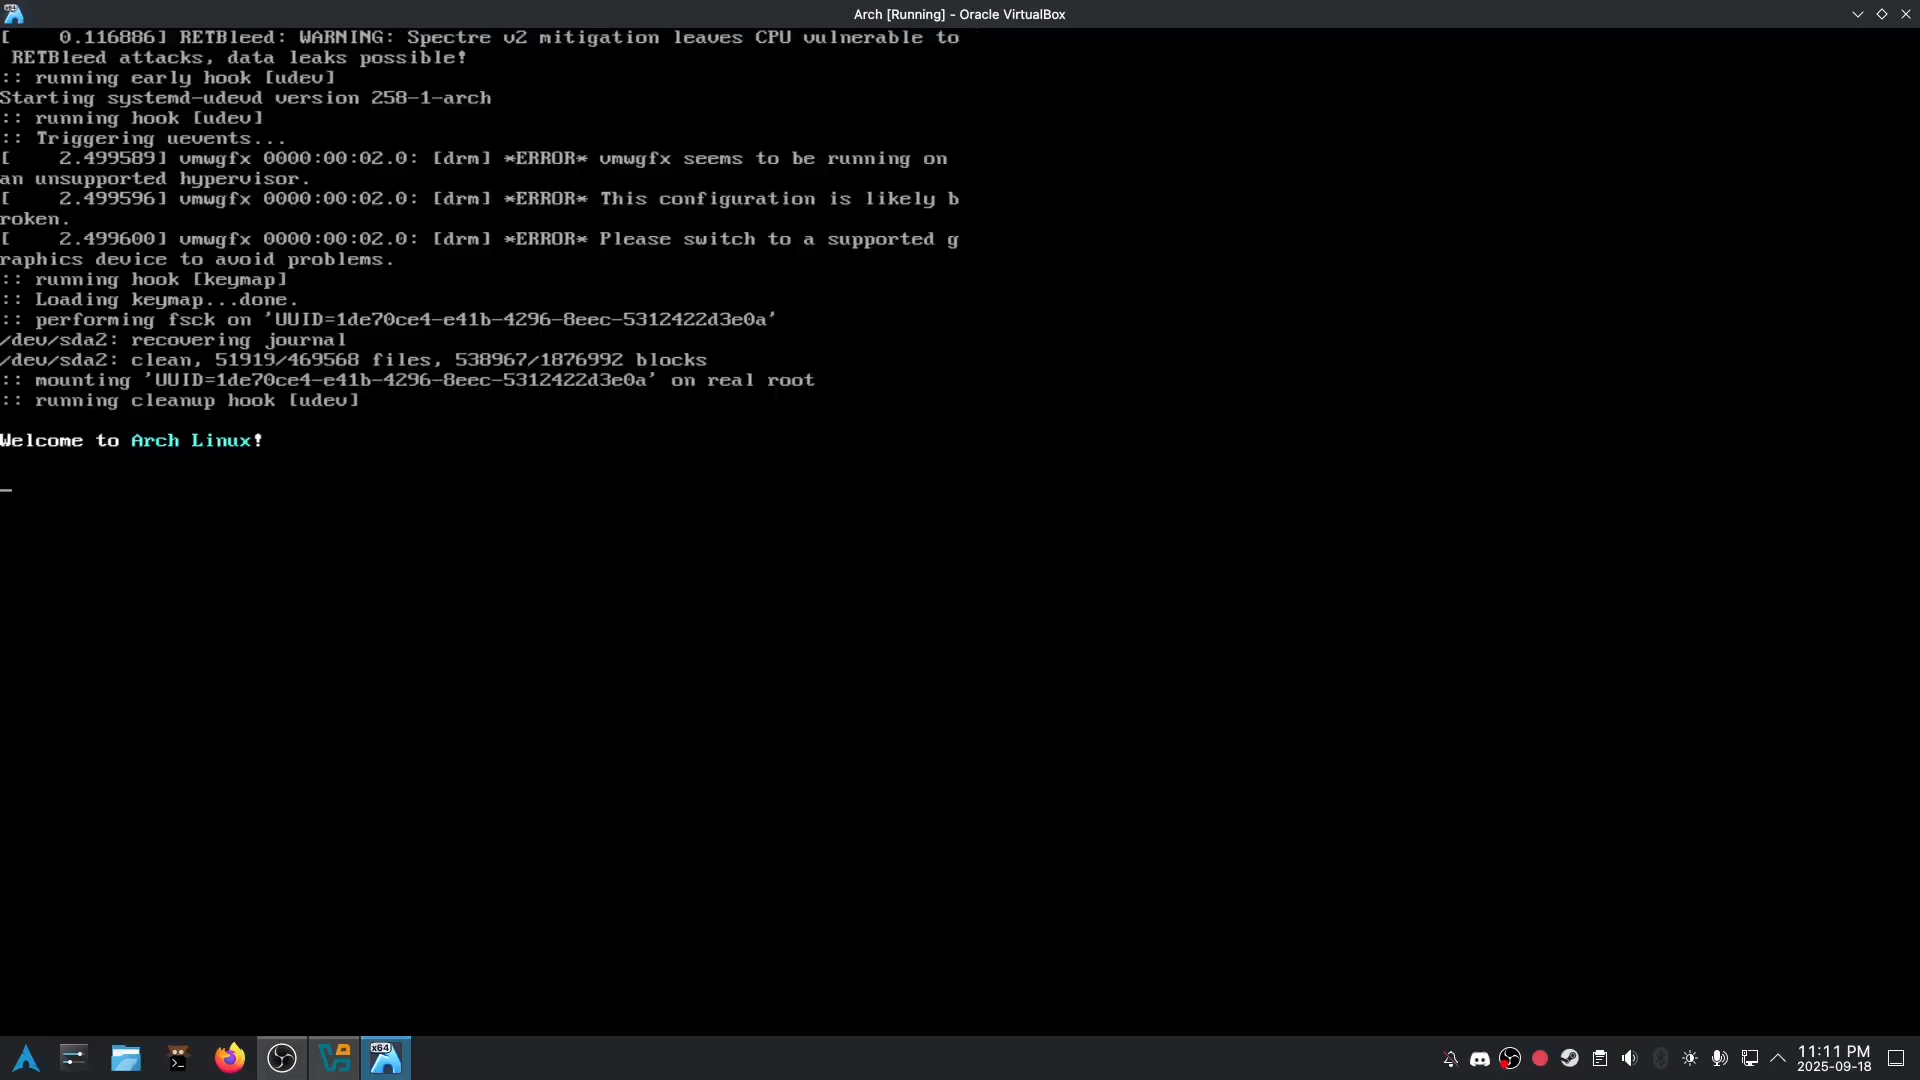 Arch [Running] - Oracle VirtualBox
[    0.116886] RETBleed: WARNING: Spectre v2 mitigation leaves CPU vulnerable to
 RETBleed attacks, data leaks possible!
:: running early hook [udev]
Starting systemd-udevd version 258-1-arch
:: running hook [udev]
:: Triggering uevents...
[    2.499589] vmwgfx 0000:00:02.0: [drm] *ERROR* vmwgfx seems to be running on
an unsupported hypervisor.
[    2.499596] vmwgfx 0000:00:02.0: [drm] *ERROR* This configuration is likely b
roken.
[    2.499600] vmwgfx 0000:00:02.0: [drm] *ERROR* Please switch to a supported g
raphics device to avoid problems.
:: running hook [keymap]
:: Loading keymap...done.
:: performing fsck on 'UUID=1de70ce4-e41b-4296-8eec-5312422d3e0a'
/dev/sda2: recovering journal
/dev/sda2: clean, 51919/469568 files, 538967/1876992 blocks
:: mounting 'UUID=1de70ce4-e41b-4296-8eec-5312422d3e0a' on real root
:: running cleanup hook [udev]
Welcome to Arch Linux!
x64
11:11 PM
2025-09-18